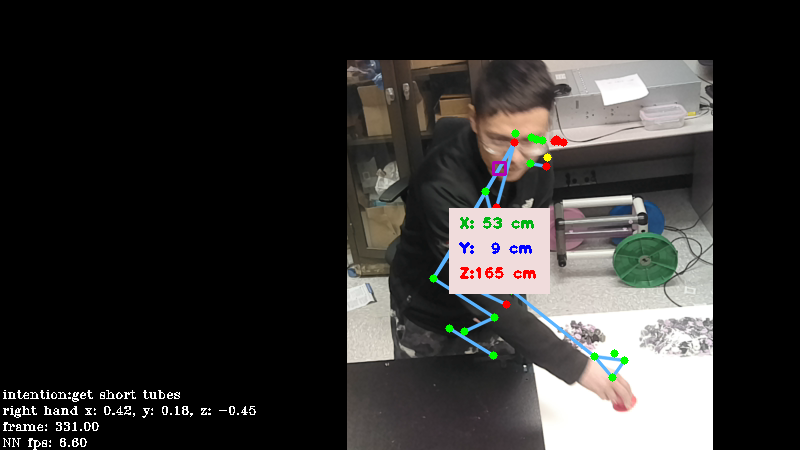 X: 53 cm
Y: 9 cm
Z:165 cm
intention:get short tubes
right hand x: 0.42, y: 0.18, z: -0.45
frame: 331.00
NN fps: 6.60